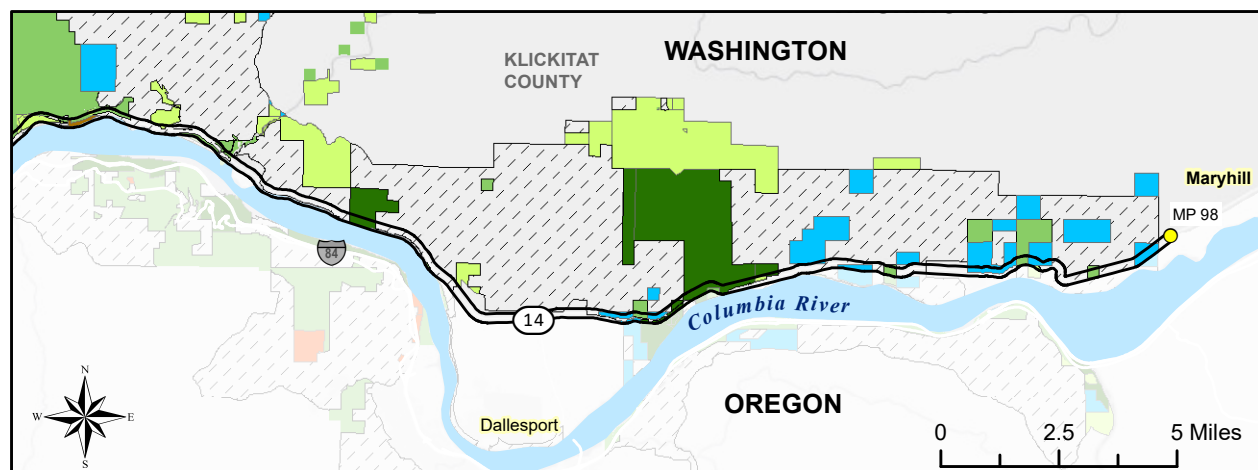 WASHINGTON
KLICKITAT
COUNTY
Maryhill
MP 98
84
14
Columbia River
N
W E
S
Dallesport
OREGON
0 2.5 5 Miles